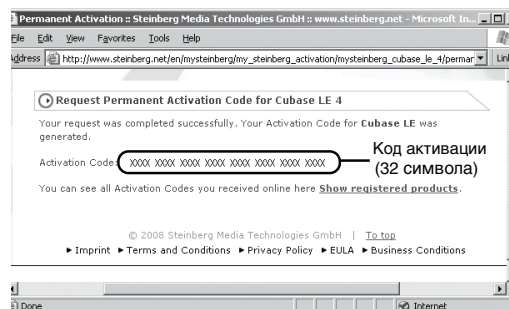 Permanent Activation :: Steinberg Media Technologies GmbH :: www.steinberg.net - Microsoft In...
File Edit View Favorites Tools Help
Address http://www.steinberg.net/en/mysteinberg/my_steinberg_activation/mysteinberg_cubase_le_4/perman Lin
Request Permanent Activation Code for Cubase LE 4
Your request was completed successfully. Your Activation Code for Cubase LE 4 was
generated.
Activation Code: XXXX XXXX XXXX XXXX XXXX XXXX XXXX XXXX
Код активации
(32 символа)
You can see all Activation Codes you received online here Show registered products.
© 2008 Steinberg Media Technologies GmbH | To top
Imprint Terms and Conditions Privacy Policy EULA Business Conditions
Done Internet